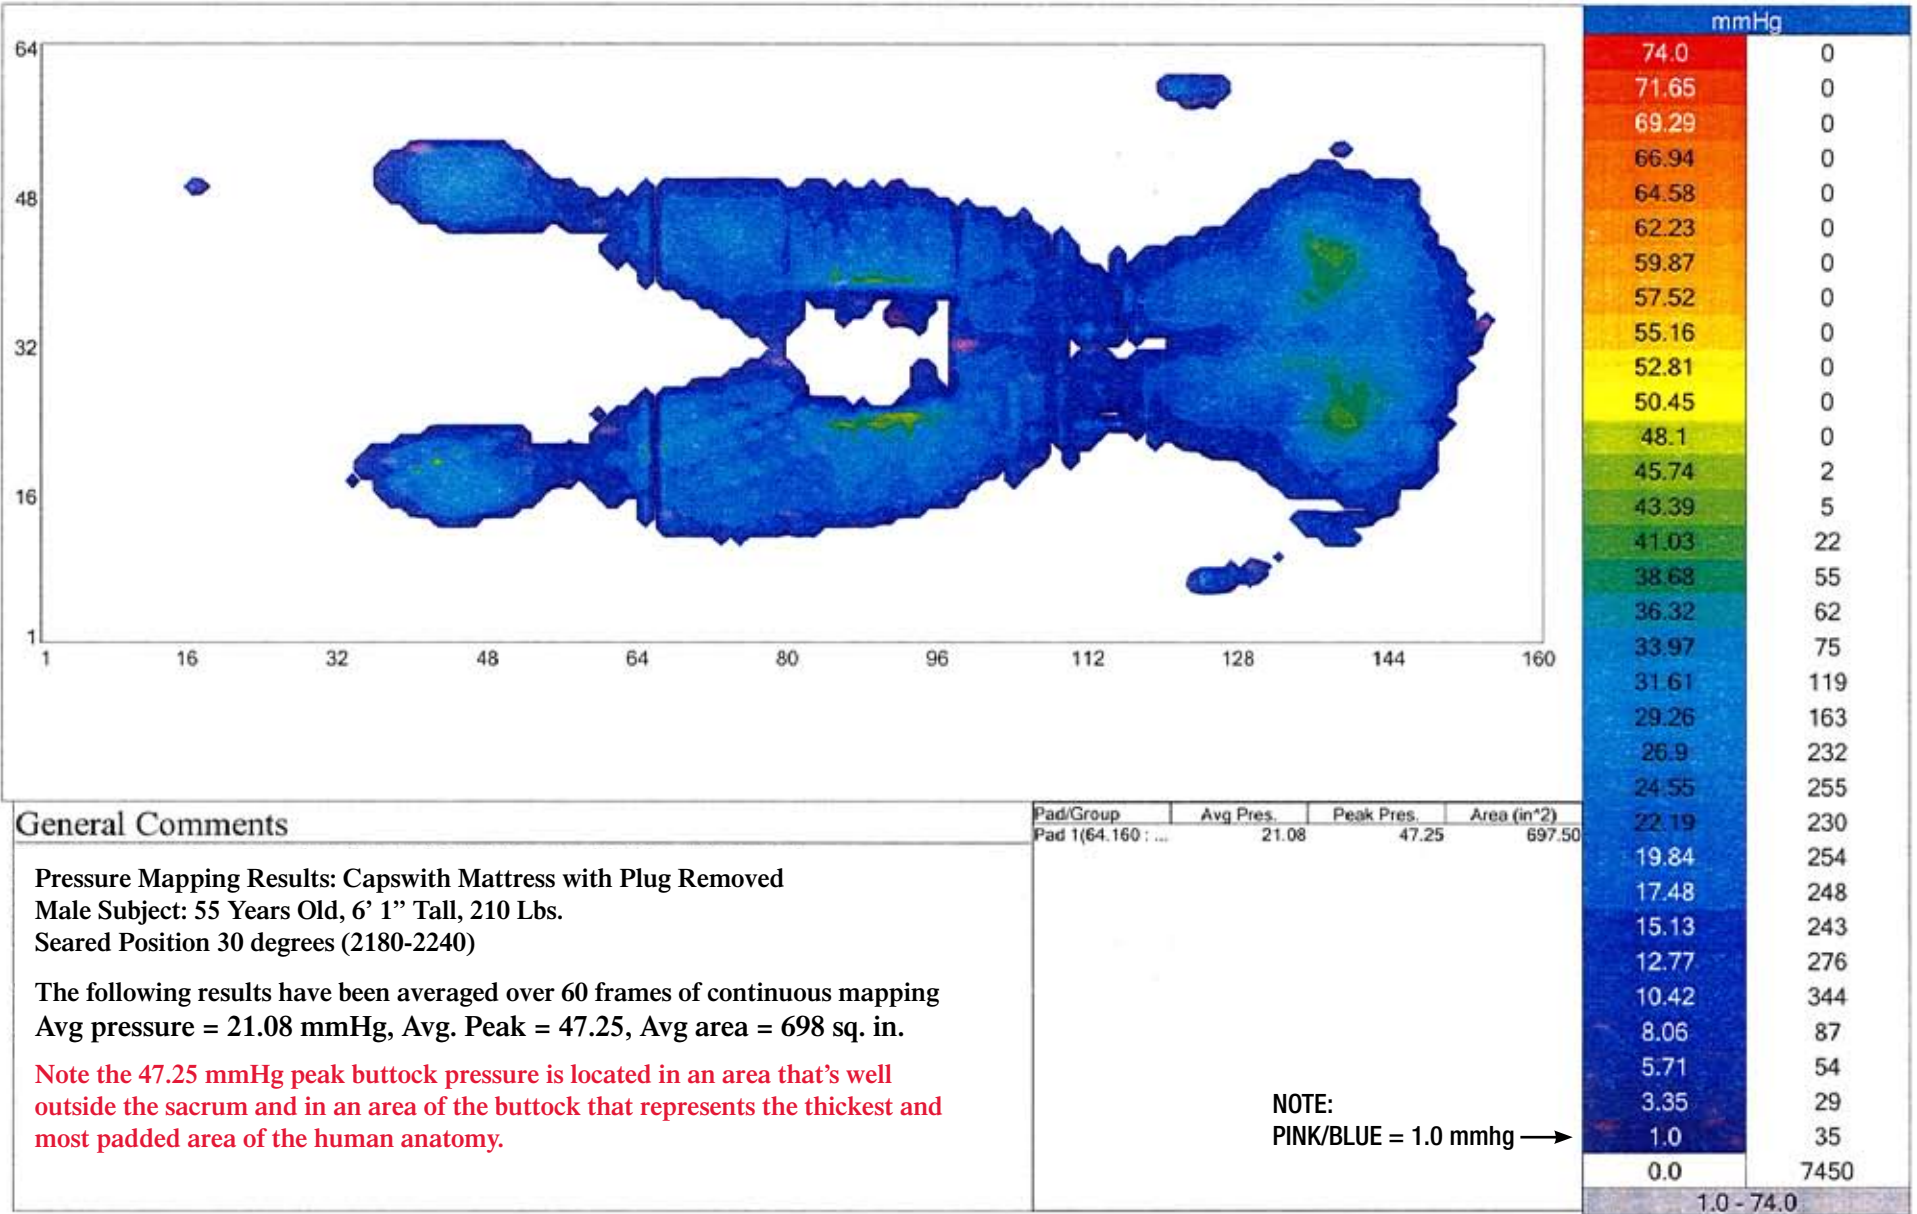 64
48
32
16
1
1 16 32 48 64 80 96 112 128 144 160
mmHg
74.0 0
71.65 0
69.29 0
66.94 0
64.58 0
62.23 0
59.87 0
57.52 0
55.16 0
52.81 0
50.45 0
48.1 0
45.74 2
43.39 5
41.03 22
38.68 55
36.32 62
33.97 75
31.61 119
29.26 163
26.9 232
24.55 255
22.19 230
19.84 254
17.48 248
15.13 243
12.77 276
10.42 344
8.06 87
5.71 54
3.35 29
1.0 35
0.0 7450
1.0 - 74.0
General Comments
Pressure Mapping Results: Capswith Mattress with Plug Removed
Male Subject: 55 Years Old, 6’ 1” Tall, 210 Lbs.
Seared Position 30 degrees (2180-2240)
The following results have been averaged over 60 frames of continuous mapping
Avg pressure = 21.08 mmHg, Avg. Peak = 47.25, Avg area = 698 sq. in.
Note the 47.25 mmHg peak buttock pressure is located in an area that’s well
outside the sacrum and in an area of the buttock that represents the thickest and
most padded area of the human anatomy.
Pad/Group Avg Pres. Peak Pres. Area (in^2)
Pad 1(64.160 : ... 21.08 47.25 697.50
NOTE:
PINK/BLUE = 1.0 mmhg